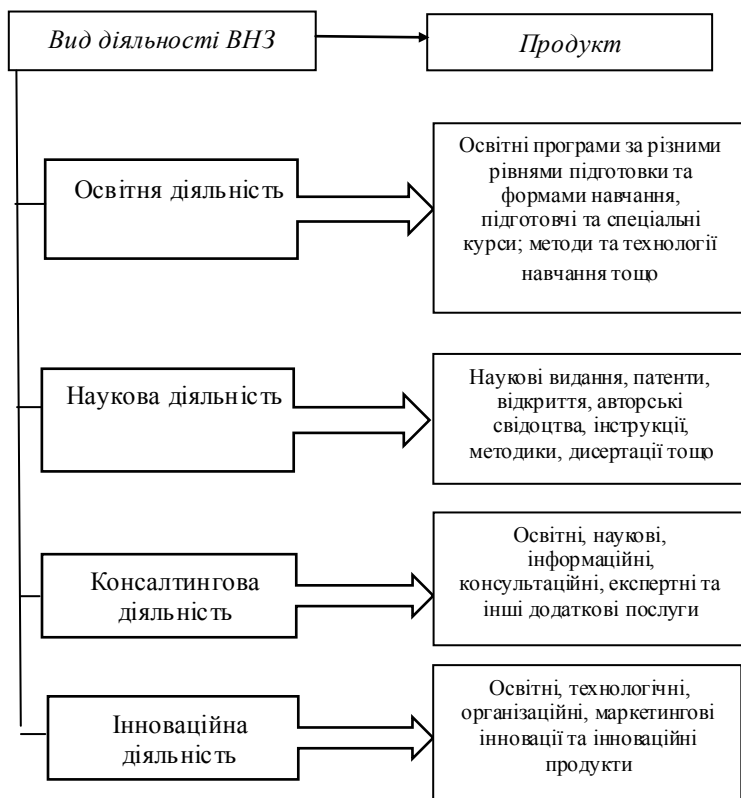 Вид діяльності ВНЗ
Продукт
Освітня діяльність
Освітні програми за різними
рівнями підготовки та
формами навчання,
підготовчі та спеціальні
курси; методи та технології
навчання тощо
Наукова діяльність
Наукові видання, патенти,
відкриття, авторські
свідоцтва, інструкції,
методики, дисертації тощо
Консалтингова
діяльність
Освітні, наукові,
інформаційні,
консультаційні, експертні та
інші додаткові послуги
Інноваційна
діяльність
Освітні, технологічні,
організаційні, маркетингові
інновації та інноваційні
продукти